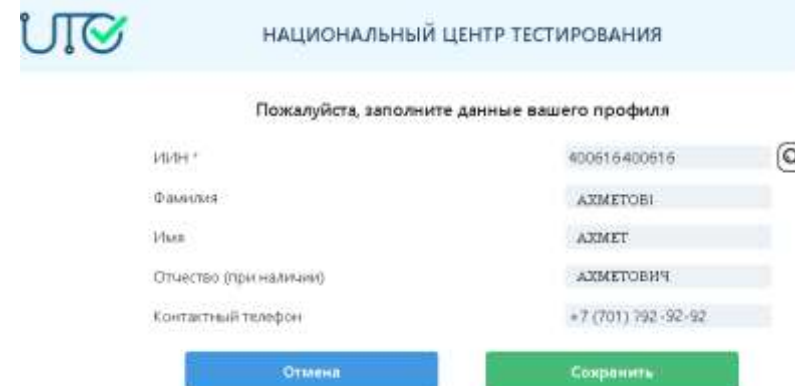 НАЦИОНАЛЬНЫЙ ЦЕНТР ТЕСТИРОВАНИЯ
Пожалуйста, заполните данные вашего профиля
ИИН * 400616400616
Фамилия АХМЕТОВІ
Имя АХМЕТ
Отчество (при наличии) АХМЕТОВИЧ
Контактный телефон +7 (701) 792-92-92
Отмена Сохранить